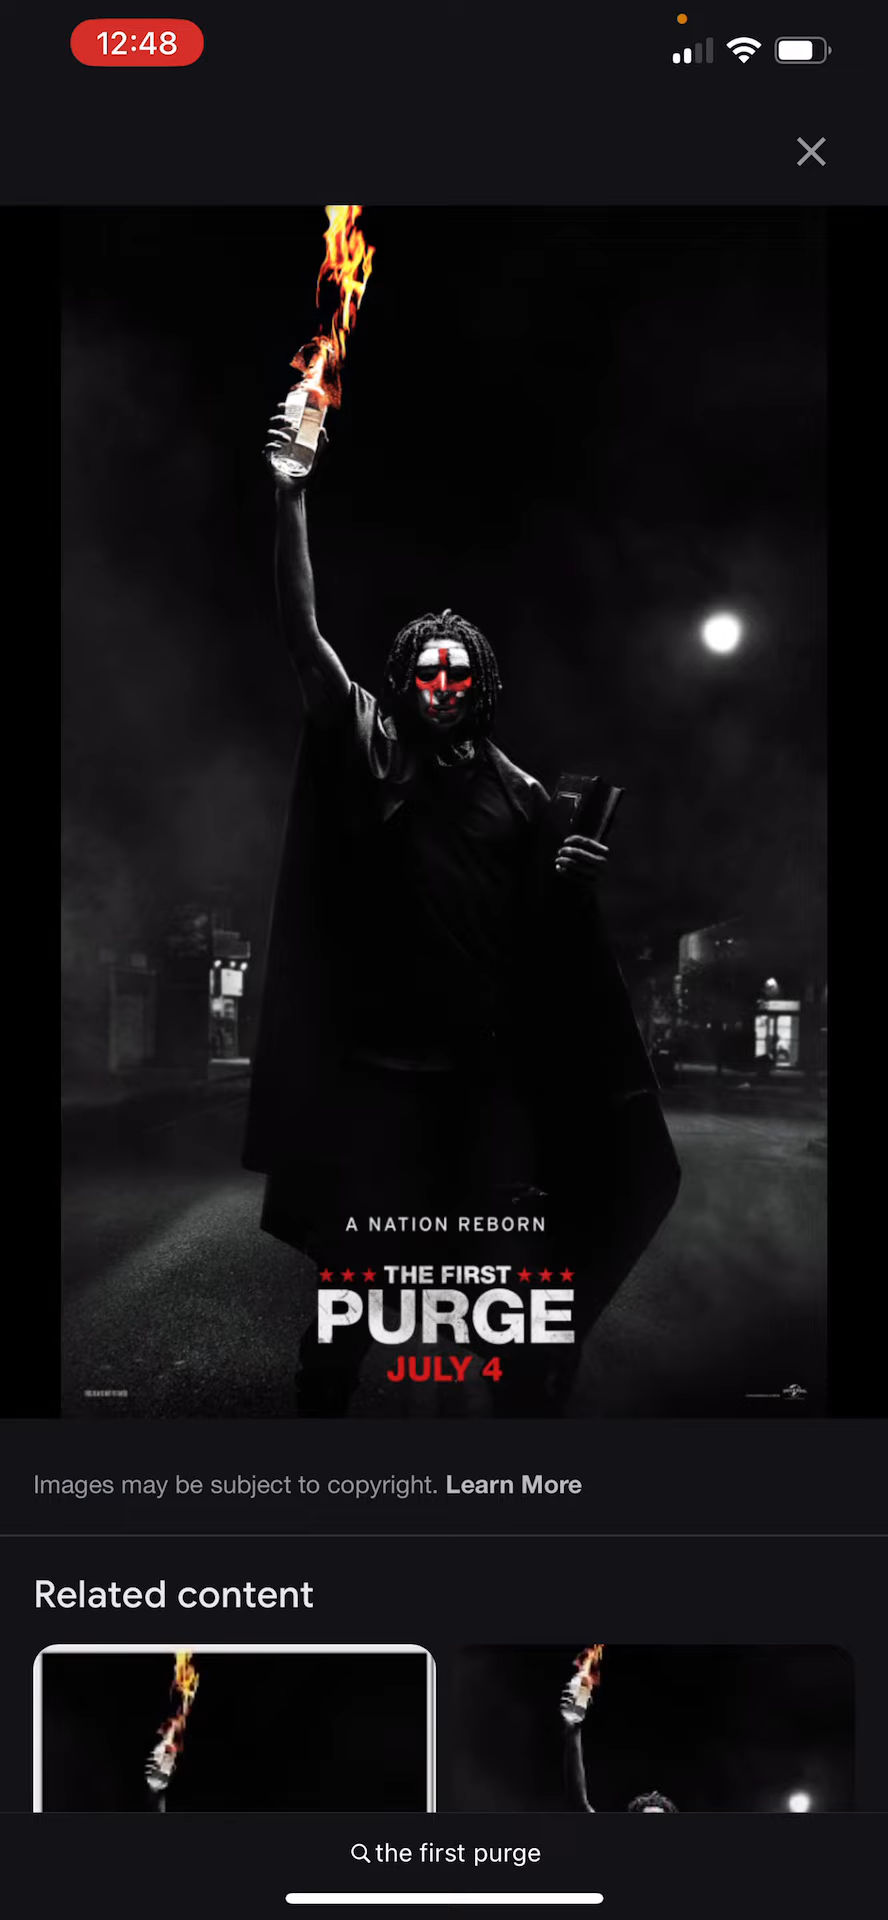 12:48
A NATION REBORN
THE FIRST
PURGE
JULY 4
Images may be subject to copyright. Learn More
Related content
the first purge